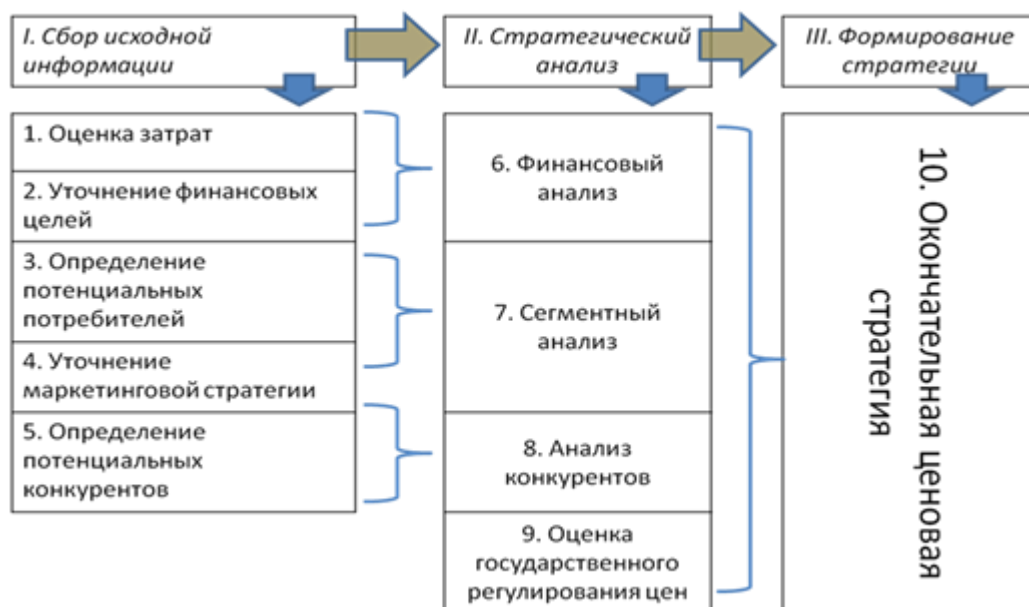 I. Сбор исходной
информации
II. Стратегический
анализ
III. Формирование
стратегии
1. Оценка затрат
2. Уточнение финансовых
целей
3. Определение
потенциальных
потребителей
4. Уточнение
маркетинговой стратегии
5. Определение
потенциальных
конкурентов
6. Финансовый
анализ
7. Сегментный
анализ
8. Анализ
конкурентов
9. Оценка
государственного
регулирования цен
10. Окончательная ценовая
стратегия